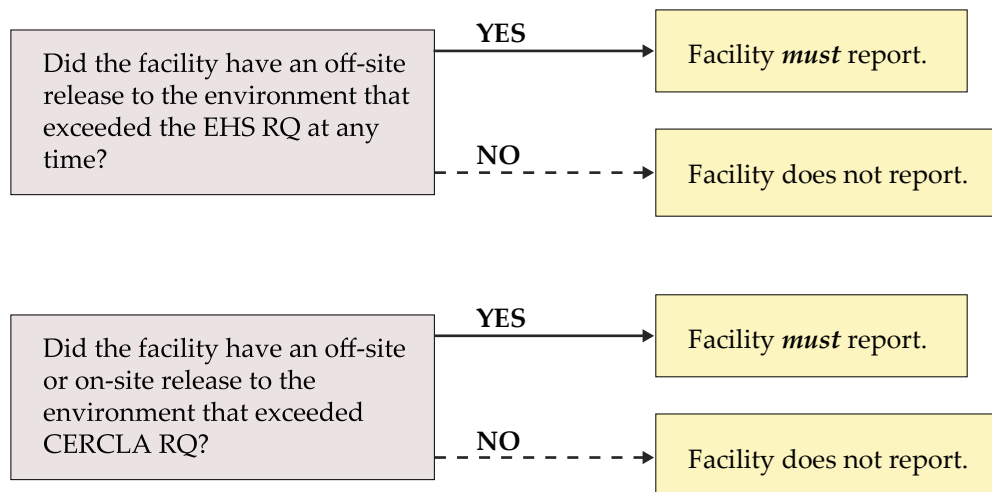 Did the facility have an off-site
release to the environment that
exceeded the EHS RQ at any
time?
YES
Facility must report.
NO
Facility does not report.
Did the facility have an off-site
or on-site release to the
environment that exceeded
CERCLA RQ?
YES
Facility must report.
NO
Facility does not report.